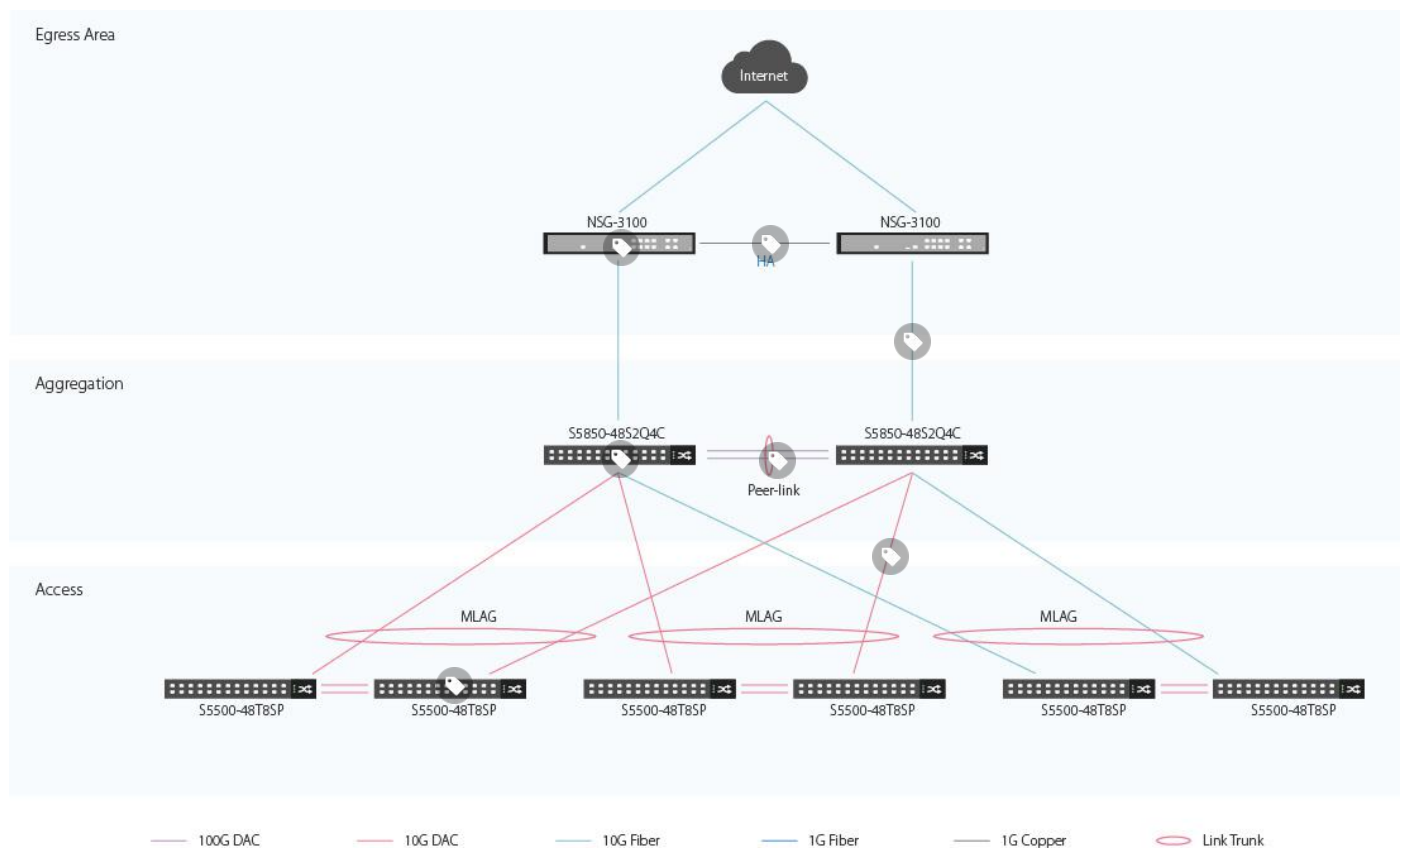 Egress Area
Internet
NSG-3100
NSG-3100
HA
Aggregation
S5850-48S2Q4C
S5850-48S2Q4C
Peer-link
Access
MLAG
MLAG
MLAG
S5500-48T8SP
S5500-48T8SP
S5500-48T8SP
S5500-48T8SP
S5500-48T8SP
S5500-48T8SP
100G DAC
10G DAC
10G Fiber
1G Fiber
1G Copper
Link Trunk